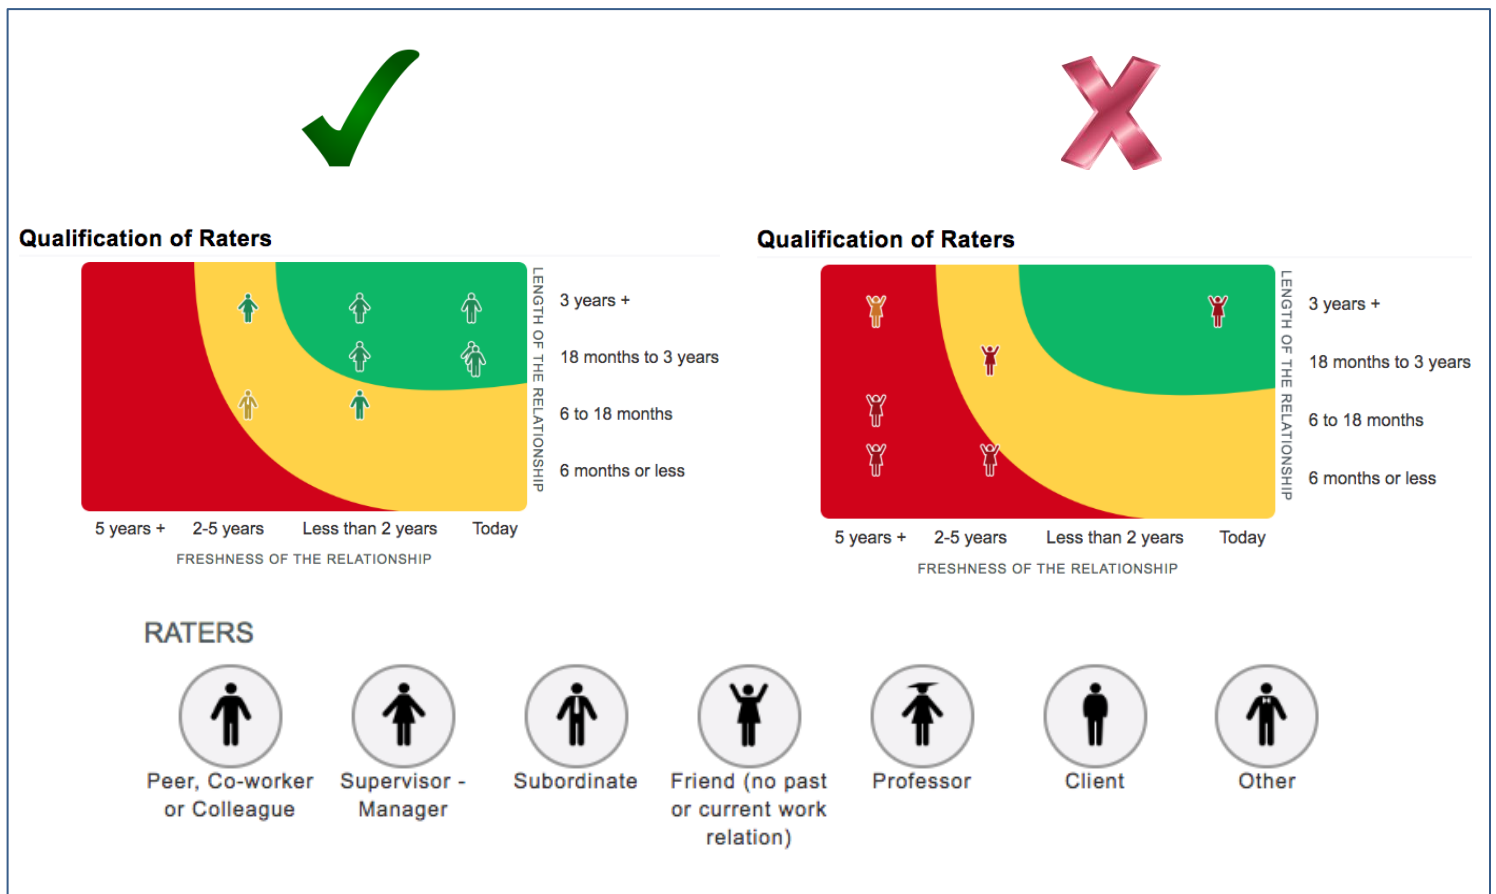 Qualification of Raters
LENGTH OF THE RELATIONSHIP
3 years +
18 months to 3 years
6 to 18 months
6 months or less
5 years +
2-5 years
Less than 2 years
Today
FRESHNESS OF THE RELATIONSHIP
Qualification of Raters
LENGTH OF THE RELATIONSHIP
3 years +
18 months to 3 years
6 to 18 months
6 months or less
5 years +
2-5 years
Less than 2 years
Today
FRESHNESS OF THE RELATIONSHIP
RATERS
Peer, Co-worker
or Colleague
Supervisor -
Manager
Subordinate
Friend (no past
or current work
relation)
Professor
Client
Other